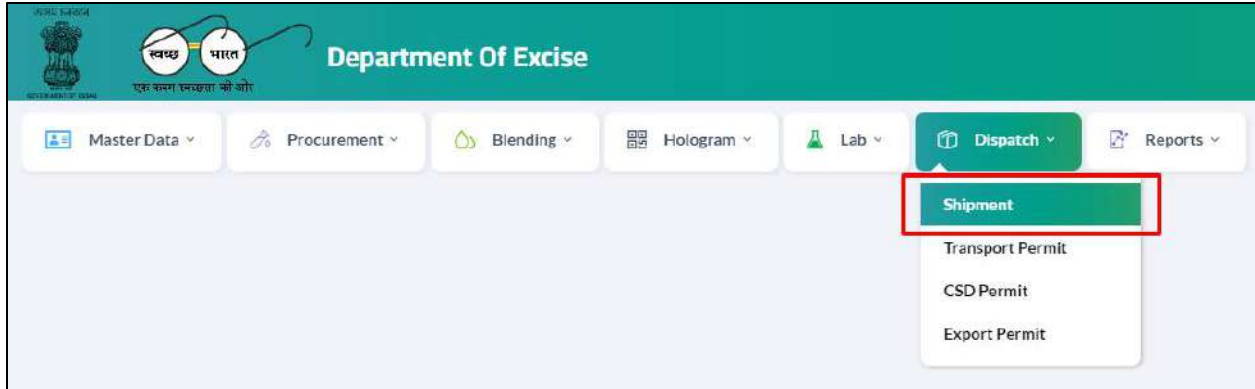 स्वच्छ भारत
Department Of Excise
एक कदम स्वच्छता की ओर
Master Data
Procurement
Blending
Hologram
Lab
Dispatch
Reports
Shipment
Transport Permit
CSD Permit
Export Permit